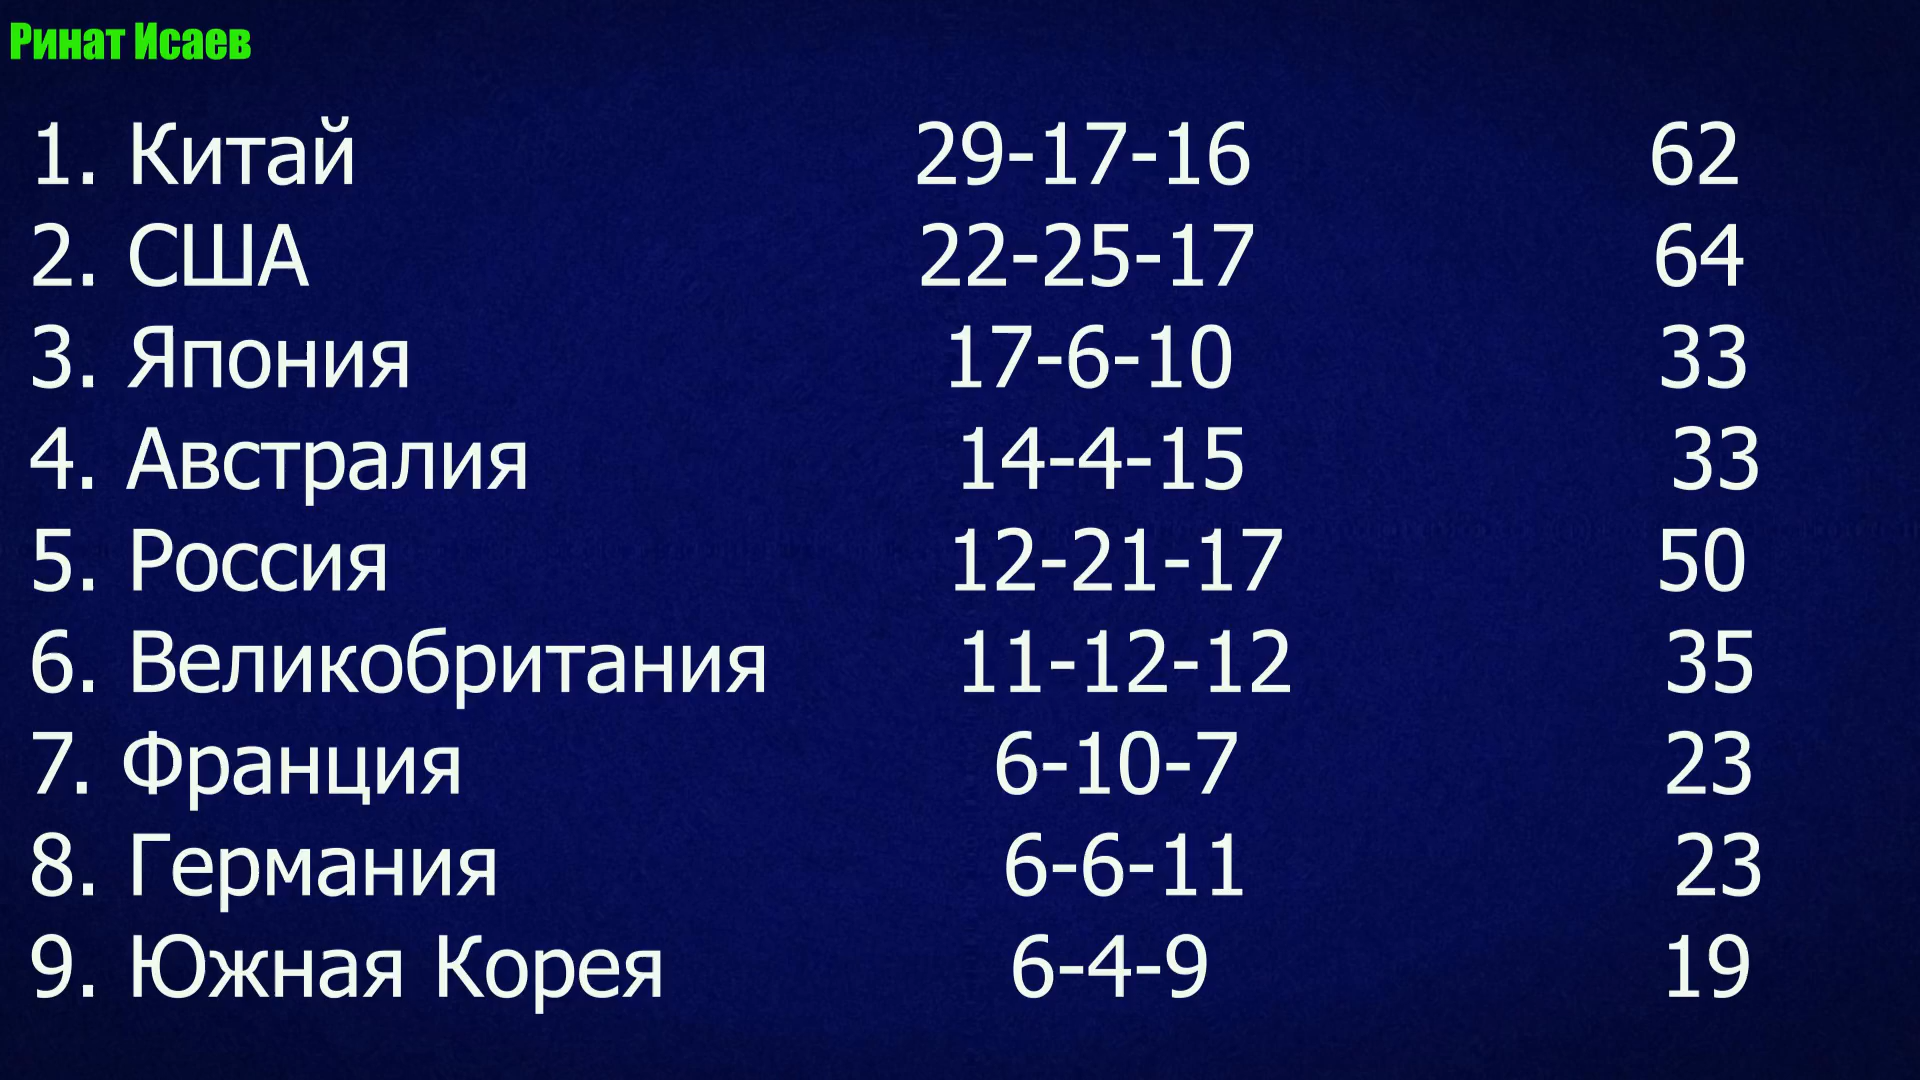 Ринат Исаев
1. Китай 29-17-16 62
2. США 22-25-17 64
3. Япония 17-6-10 33
4. Австралия 14-4-15 33
5. Россия 12-21-17 50
6. Великобритания 11-12-12 35
7. Франция 6-10-7 23
8. Германия 6-6-11 23
9. Южная Корея 6-4-9 19